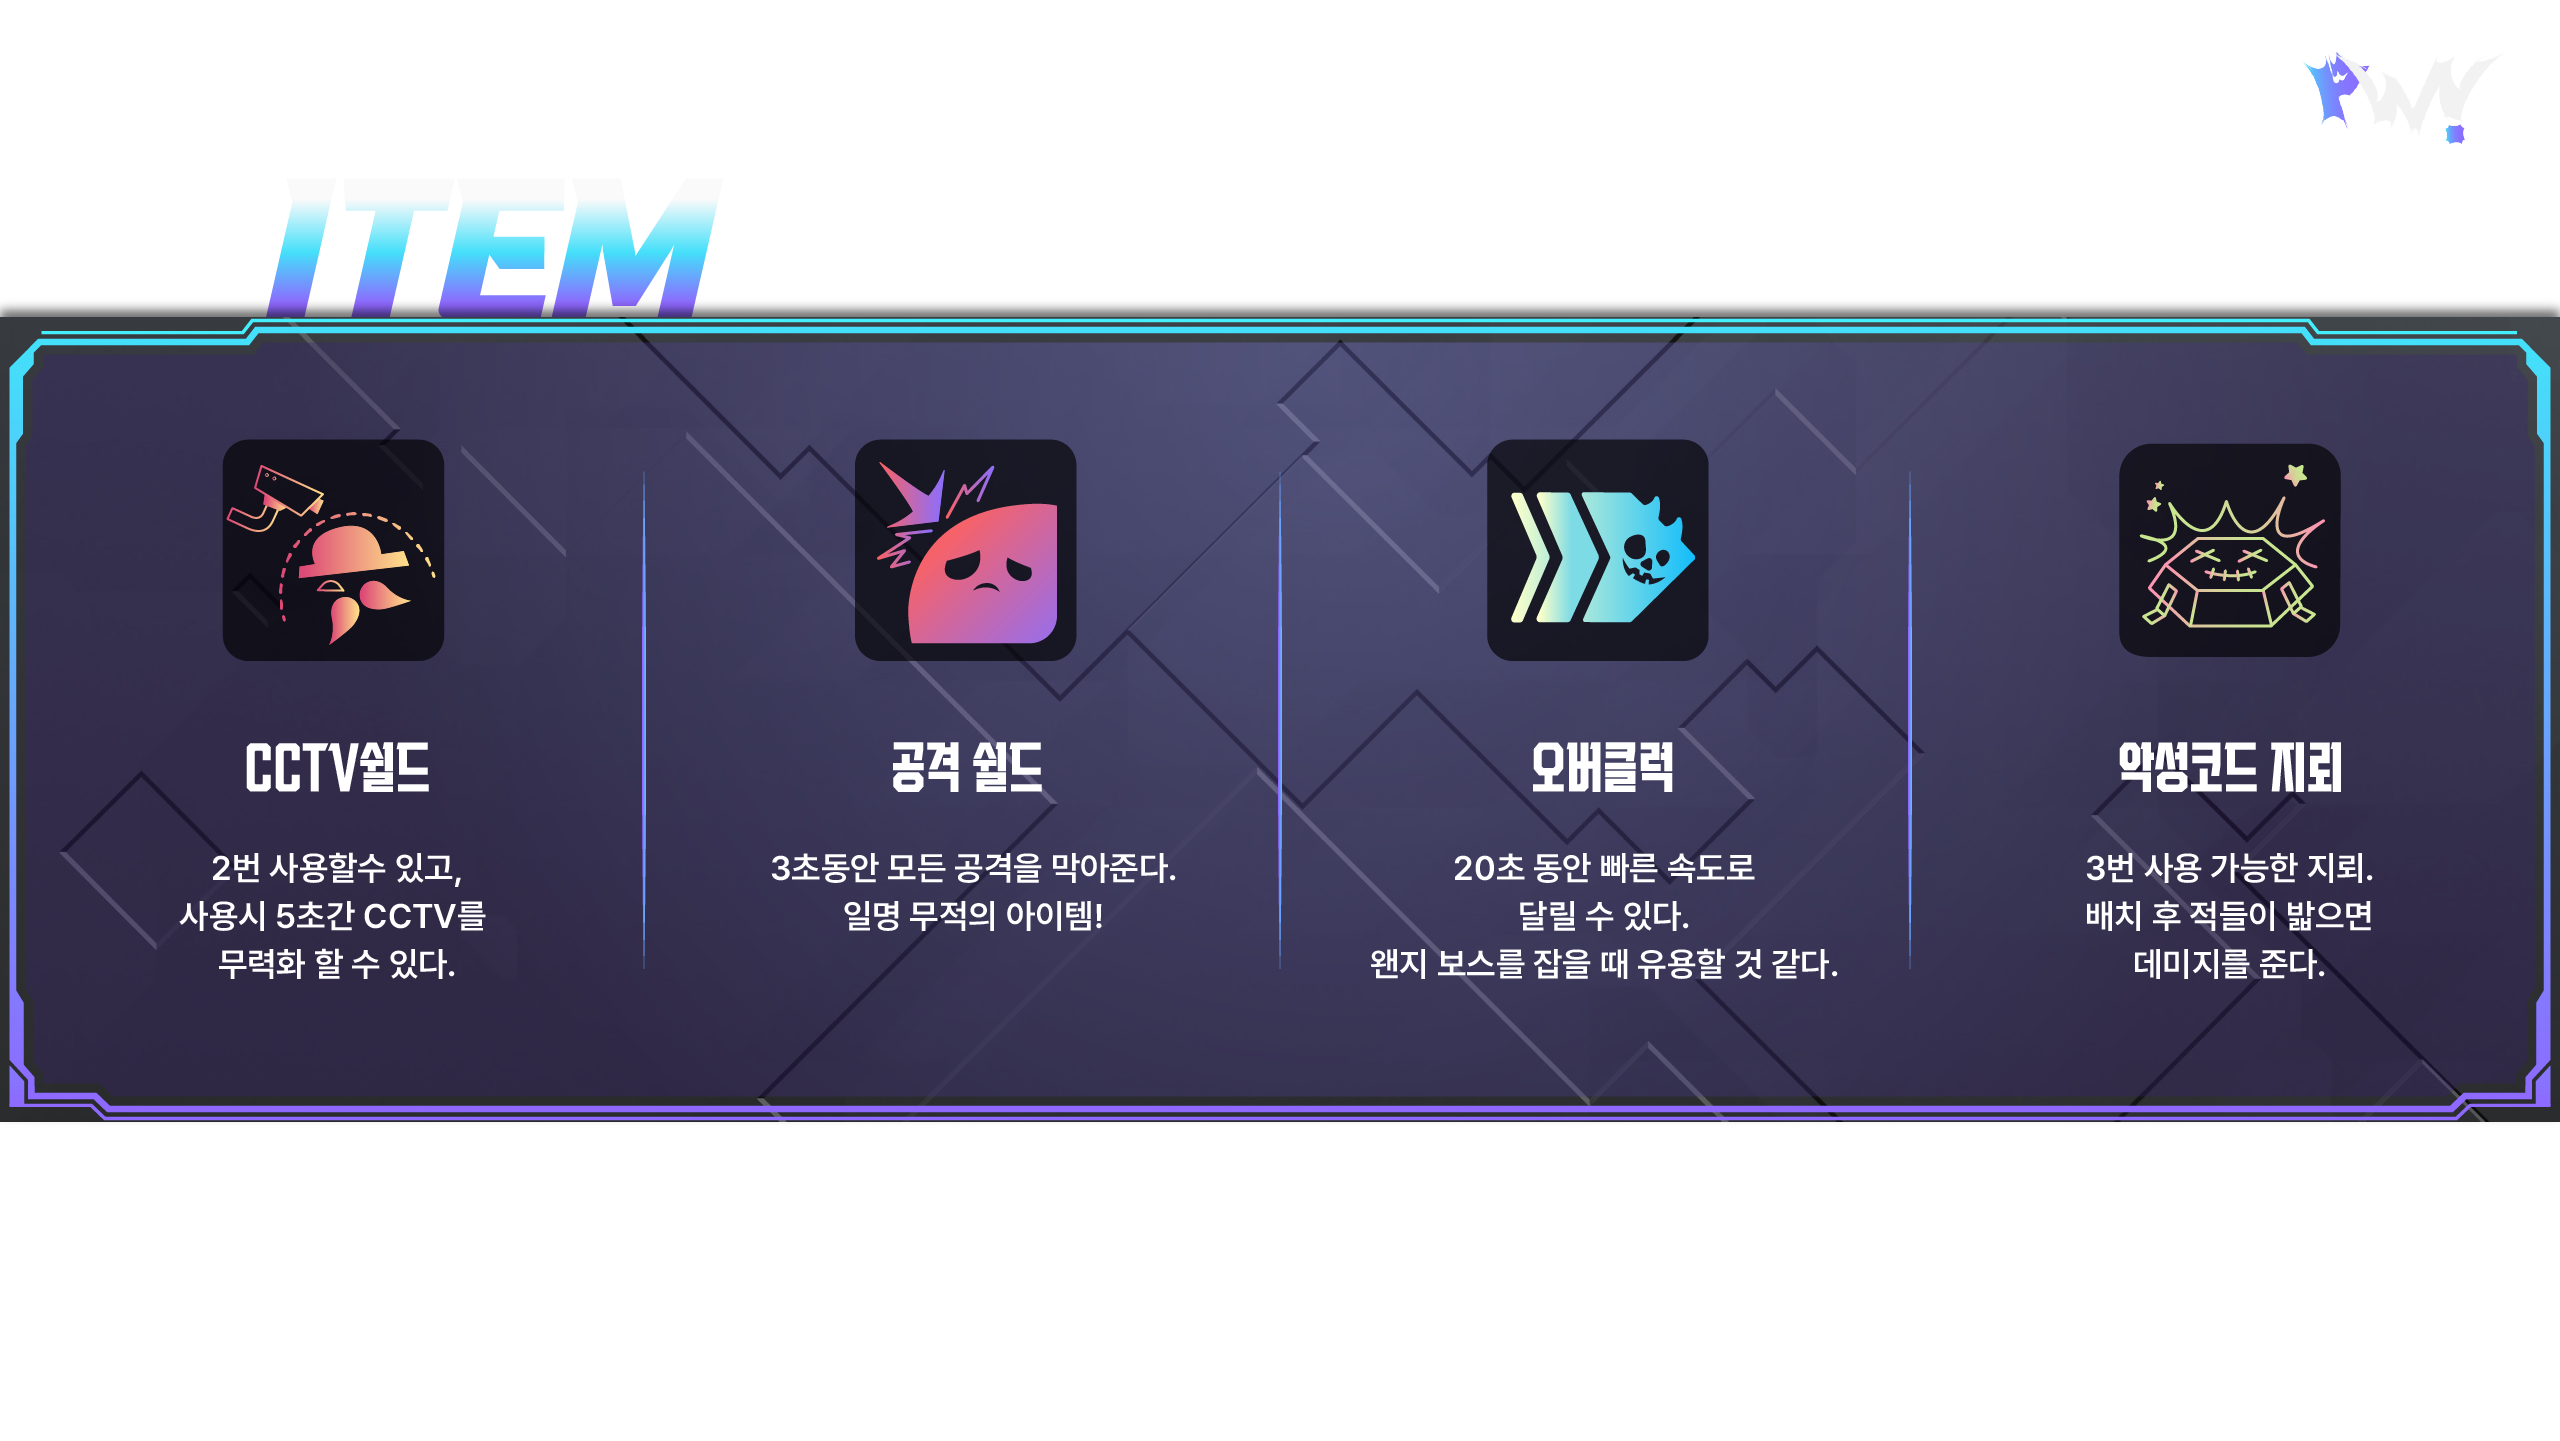 PWN!
ITEM
CCTV쉴드
2번 사용할수 있고,
사용시 5초간 CCTV를
무력화 할 수 있다.
공격 쉴드
3초동안 모든 공격을 막아준다.
일명 무적의 아이템!
오버클럭
20초 동안 빠른 속도로
달릴 수 있다.
왠지 보스를 잡을 때 유용할 것 같다.
악성코드 지뢰
3번 사용 가능한 지뢰.
배치 후 적들이 밟으면
데미지를 준다.